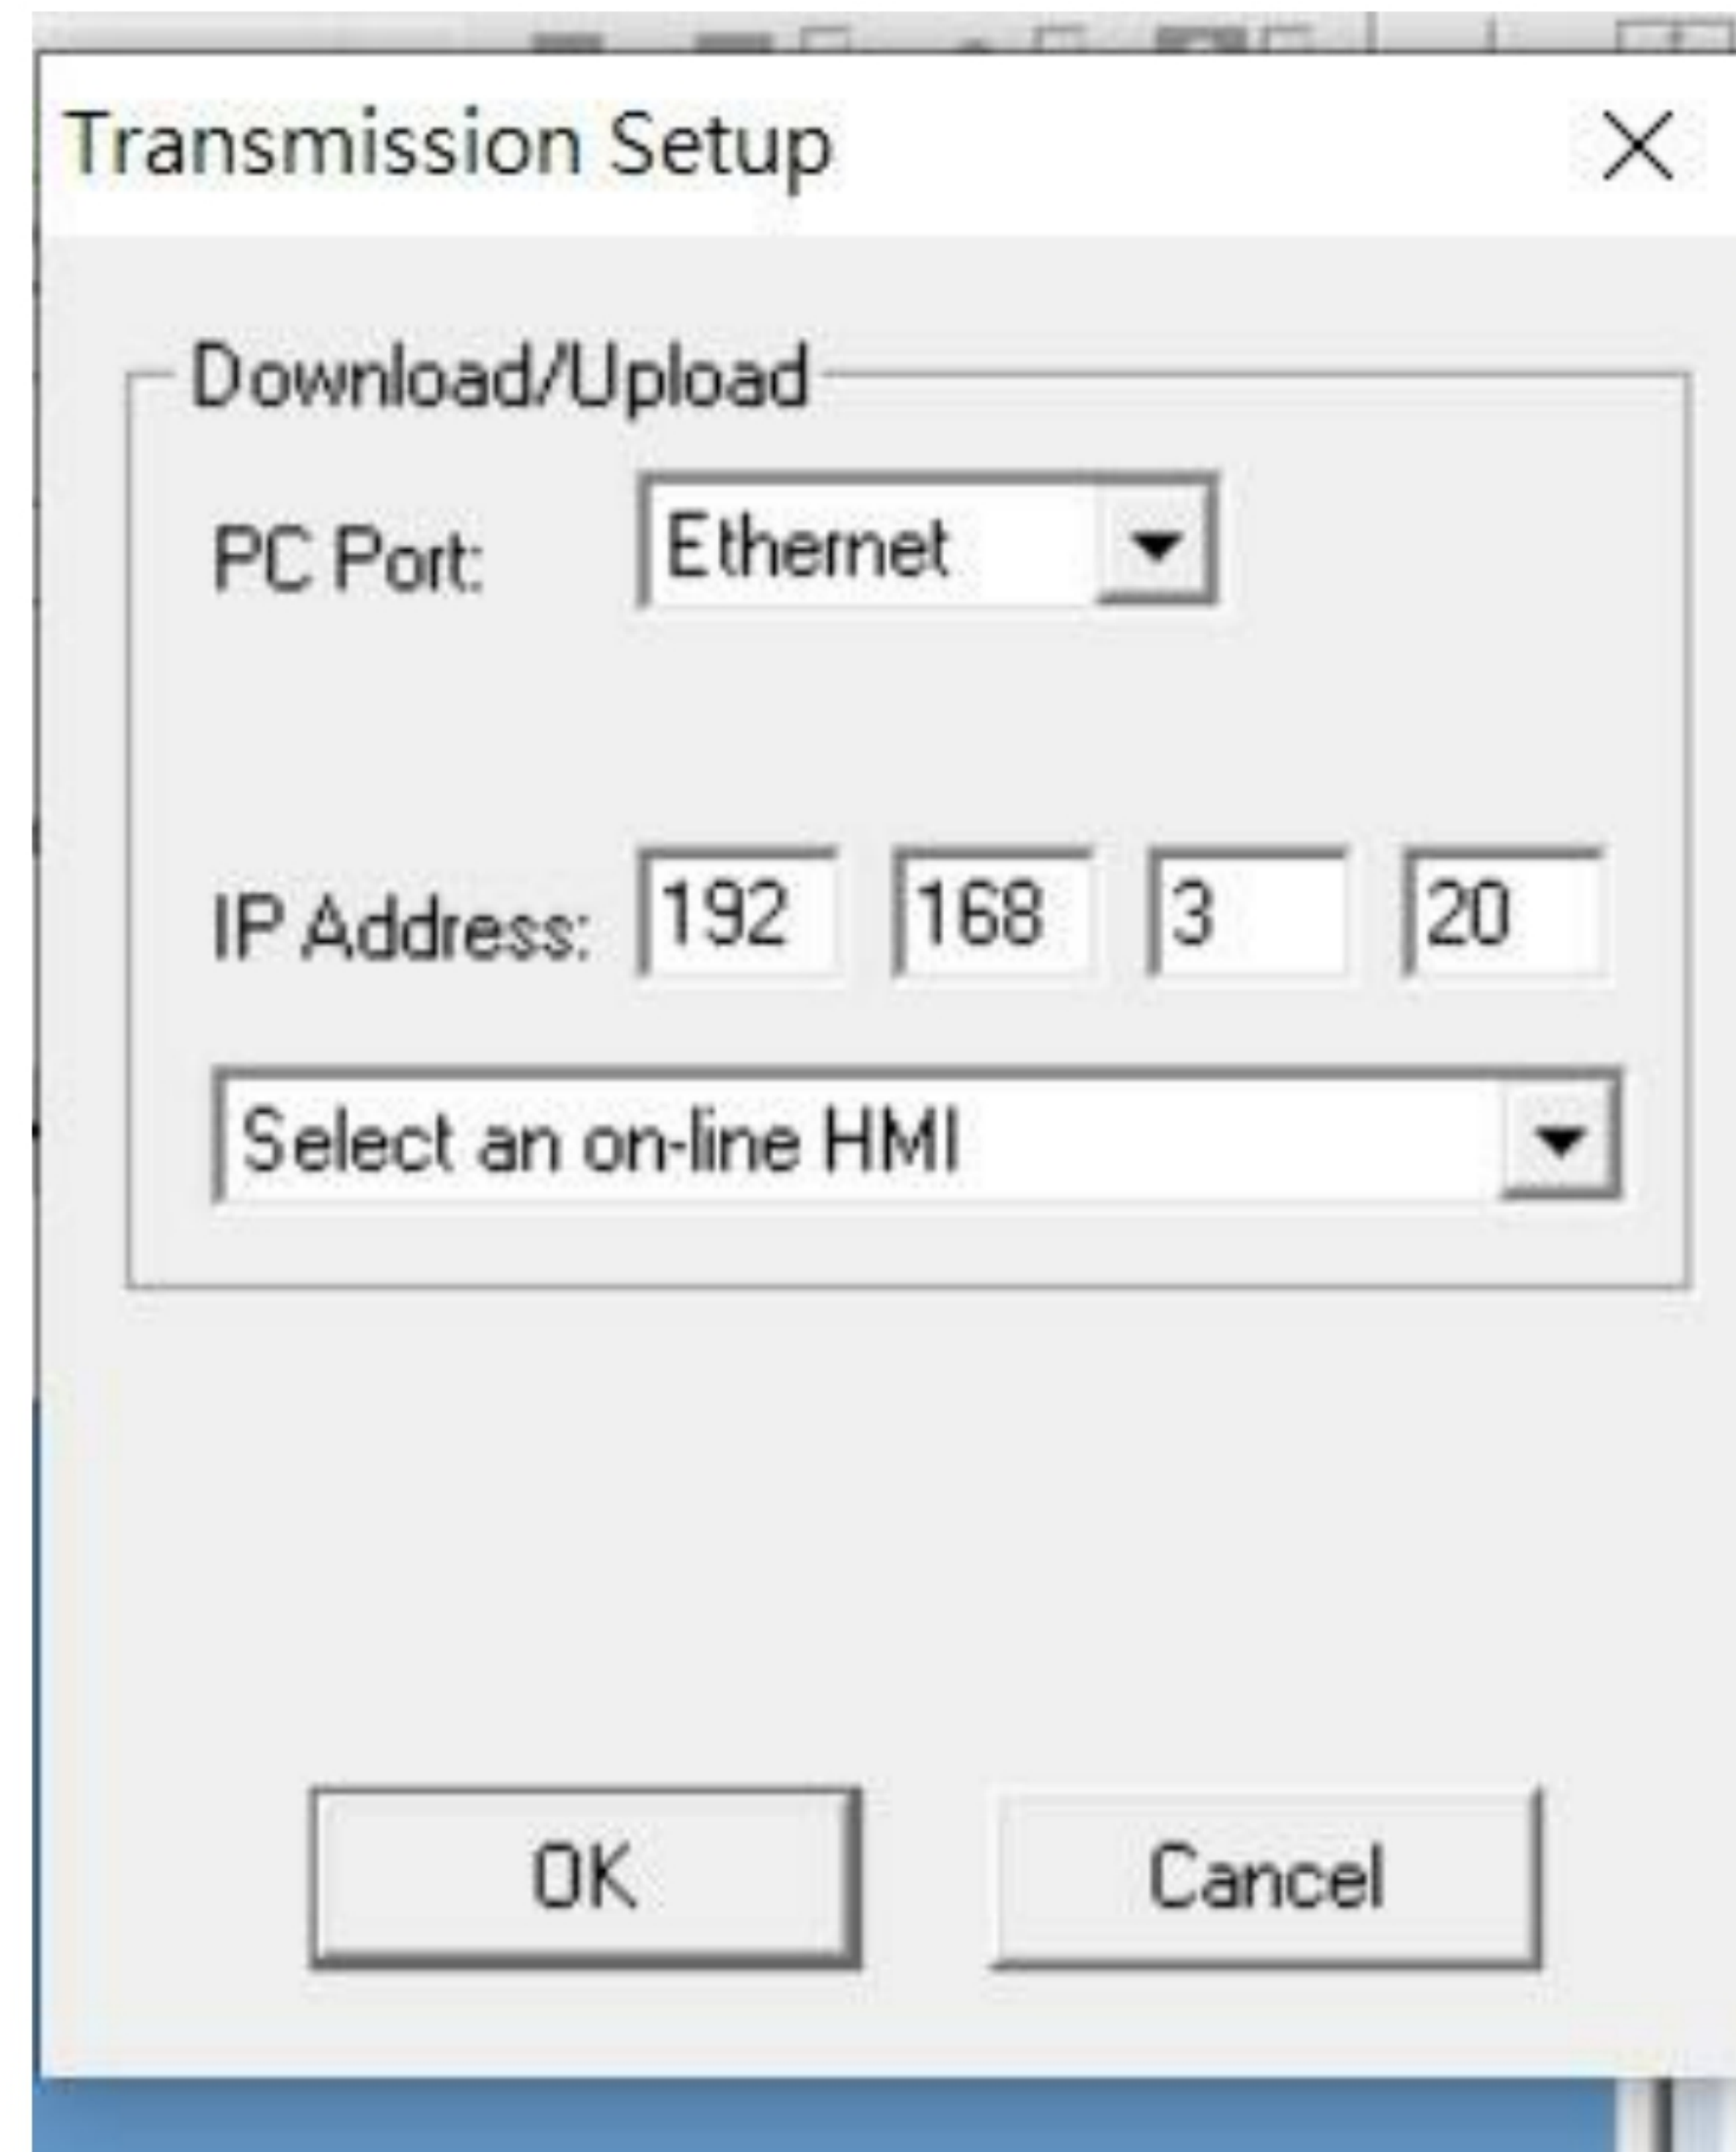 Transmission Setup
Download/Upload
PC Port: Ethernet
IP Address: 192 168 3 20
Select an on-line HMI
OK Cancel